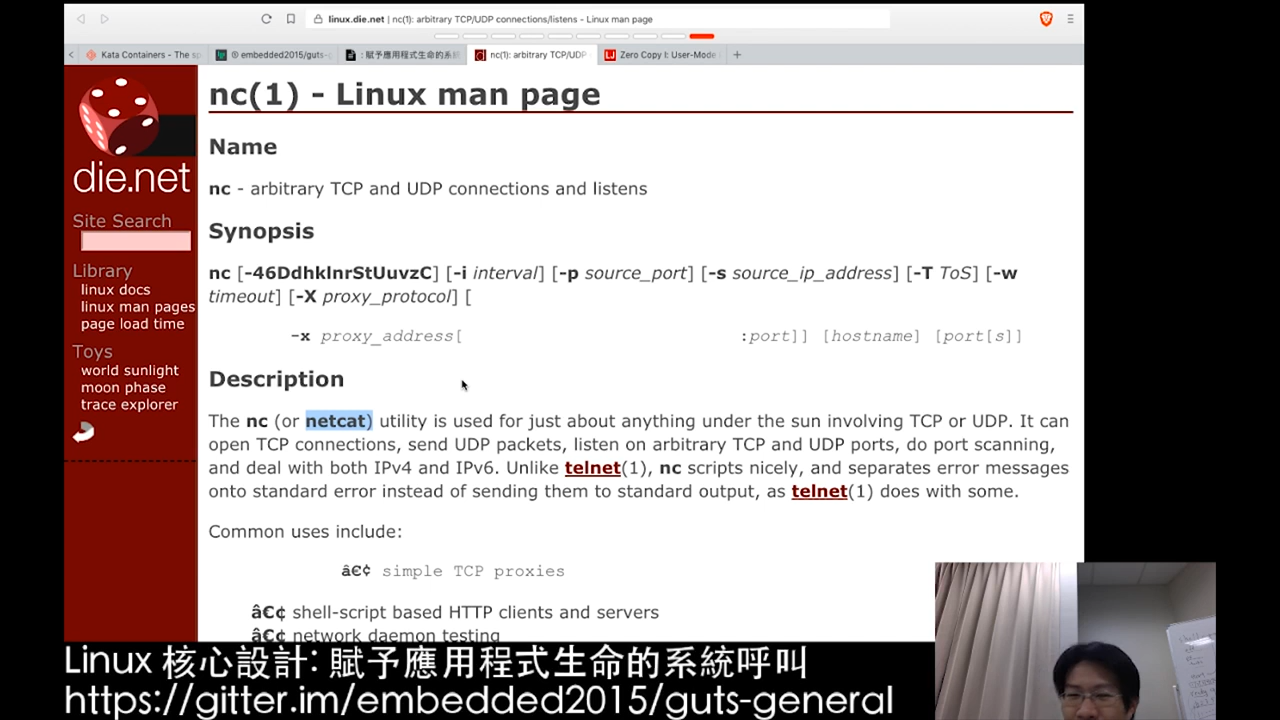 linux.die.net | nc(1): arbitrary TCP/UDP connections/listens - Linux man page
Kata Containers - The sp
embedded2015/guts-
: 賦予應用程式生命的系統
nc(1): arbitrary TCP/UDP
Zero Copy I: User-Mode
nc(1) - Linux man page
die.net
Site Search
Library
linux docs
linux man pages
page load time
Toys
world sunlight
moon phase
trace explorer
Name
nc - arbitrary TCP and UDP connections and listens
Synopsis
nc [-46DdhklnrStUuvzC] [-i interval] [-p source_port] [-s source_ip_address] [-T ToS] [-w
timeout] [-X proxy_protocol] [
-x proxy_address[ :port]] [hostname] [port[s]]
Description
The nc (or netcat) utility is used for just about anything under the sun involving TCP or UDP. It can
open TCP connections, send UDP packets, listen on arbitrary TCP and UDP ports, do port scanning,
and deal with both IPv4 and IPv6. Unlike telnet(1), nc scripts nicely, and separates error messages
onto standard error instead of sending them to standard output, as telnet(1) does with some.
Common uses include:
â€¢ simple TCP proxies
â€¢ shell-script based HTTP clients and servers
â€¢ network daemon testing
Linux 核心設計: 賦予應用程式生命的系統呼叫
https://gitter.im/embedded2015/guts-general